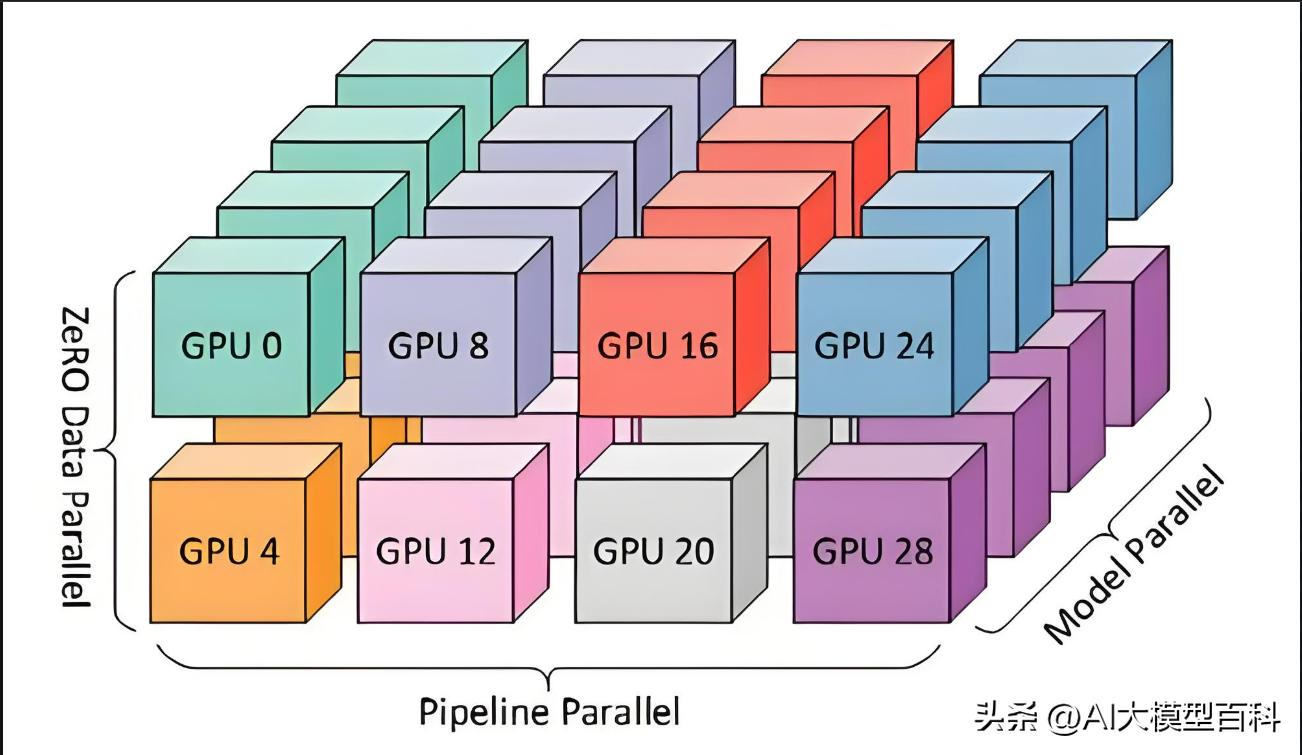 ZeRO Data Parallel
GPU 0
GPU 8
GPU 16
GPU 24
GPU 4
GPU 12
GPU 20
GPU 28
Model Parallel
Pipeline Parallel
头条 @AI大模型百科